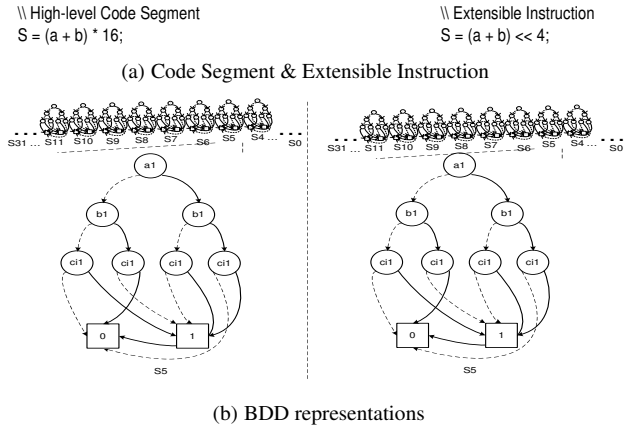 \\ High-level Code Segment
S = (a + b) * 16;
\\ Extensible Instruction
S = (a + b) << 4;
(a) Code Segment & Extensible Instruction
S31 ... S11 S10 S9 S8 S7 S6 S5 S4 ... S0
a1
b1 b1
ci1 ci1 ci1 ci1
0 1
S5
S31 ... S11 S10 S9 S8 S7 S6 S5 S4 ... S0
a1
b1 b1
ci1 ci1 ci1 ci1
0 1
S5
(b) BDD representations